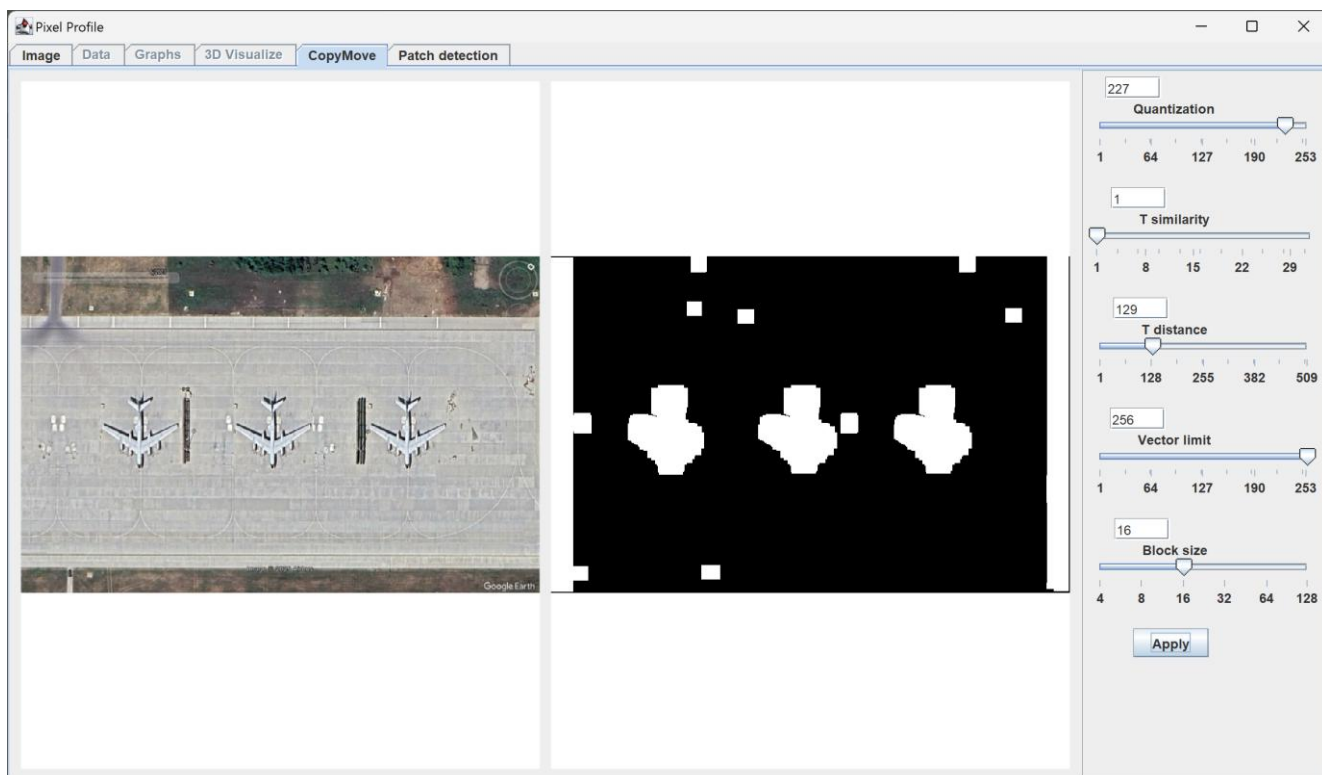 Pixel Profile
Image Data Graphs 3D Visualize CopyMove Patch detection
227
Quantization
1 64 127 190 253
1
T similarity
1 8 15 22 29
129
T distance
1 128 255 382 509
256
Vector limit
1 64 127 190 253
16
Block size
4 8 16 32 64 128
Apply
Google Earth